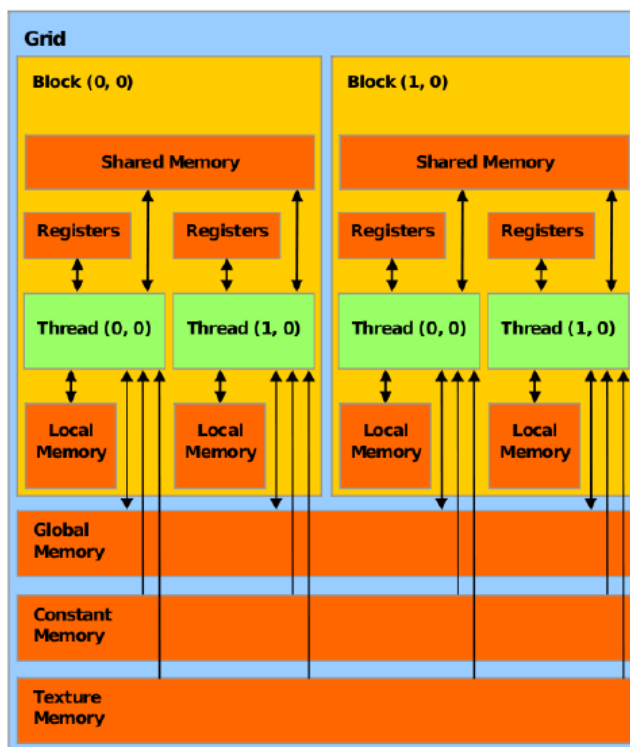 Grid
Block (0, 0)
Block (1, 0)
Shared Memory
Shared Memory
Registers
Registers
Registers
Registers
Thread (0, 0)
Thread (1, 0)
Thread (0, 0)
Thread (1, 0)
Local
Memory
Local
Memory
Local
Memory
Local
Memory
Global
Memory
Constant
Memory
Texture
Memory